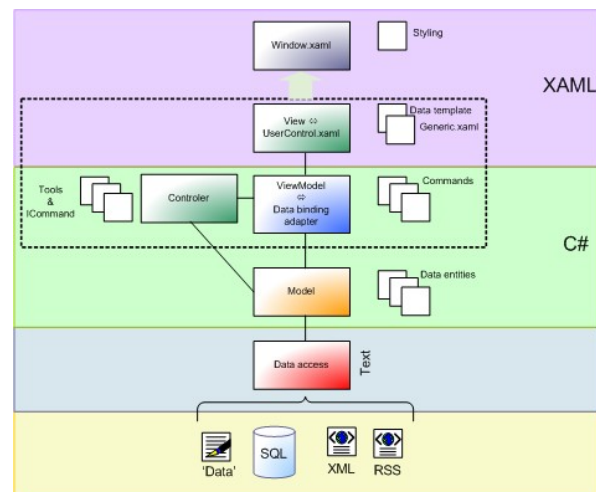 Window.xaml
Styling
XAML
View ⇔
UserControl.xaml
Data template
Generic.xaml
Tools
&
ICommand
Controler
ViewModel
⇔
Data binding
adapter
Commands
C#
Model
Data entities
Data access
Text
'Data'
SQL
XML
RSS